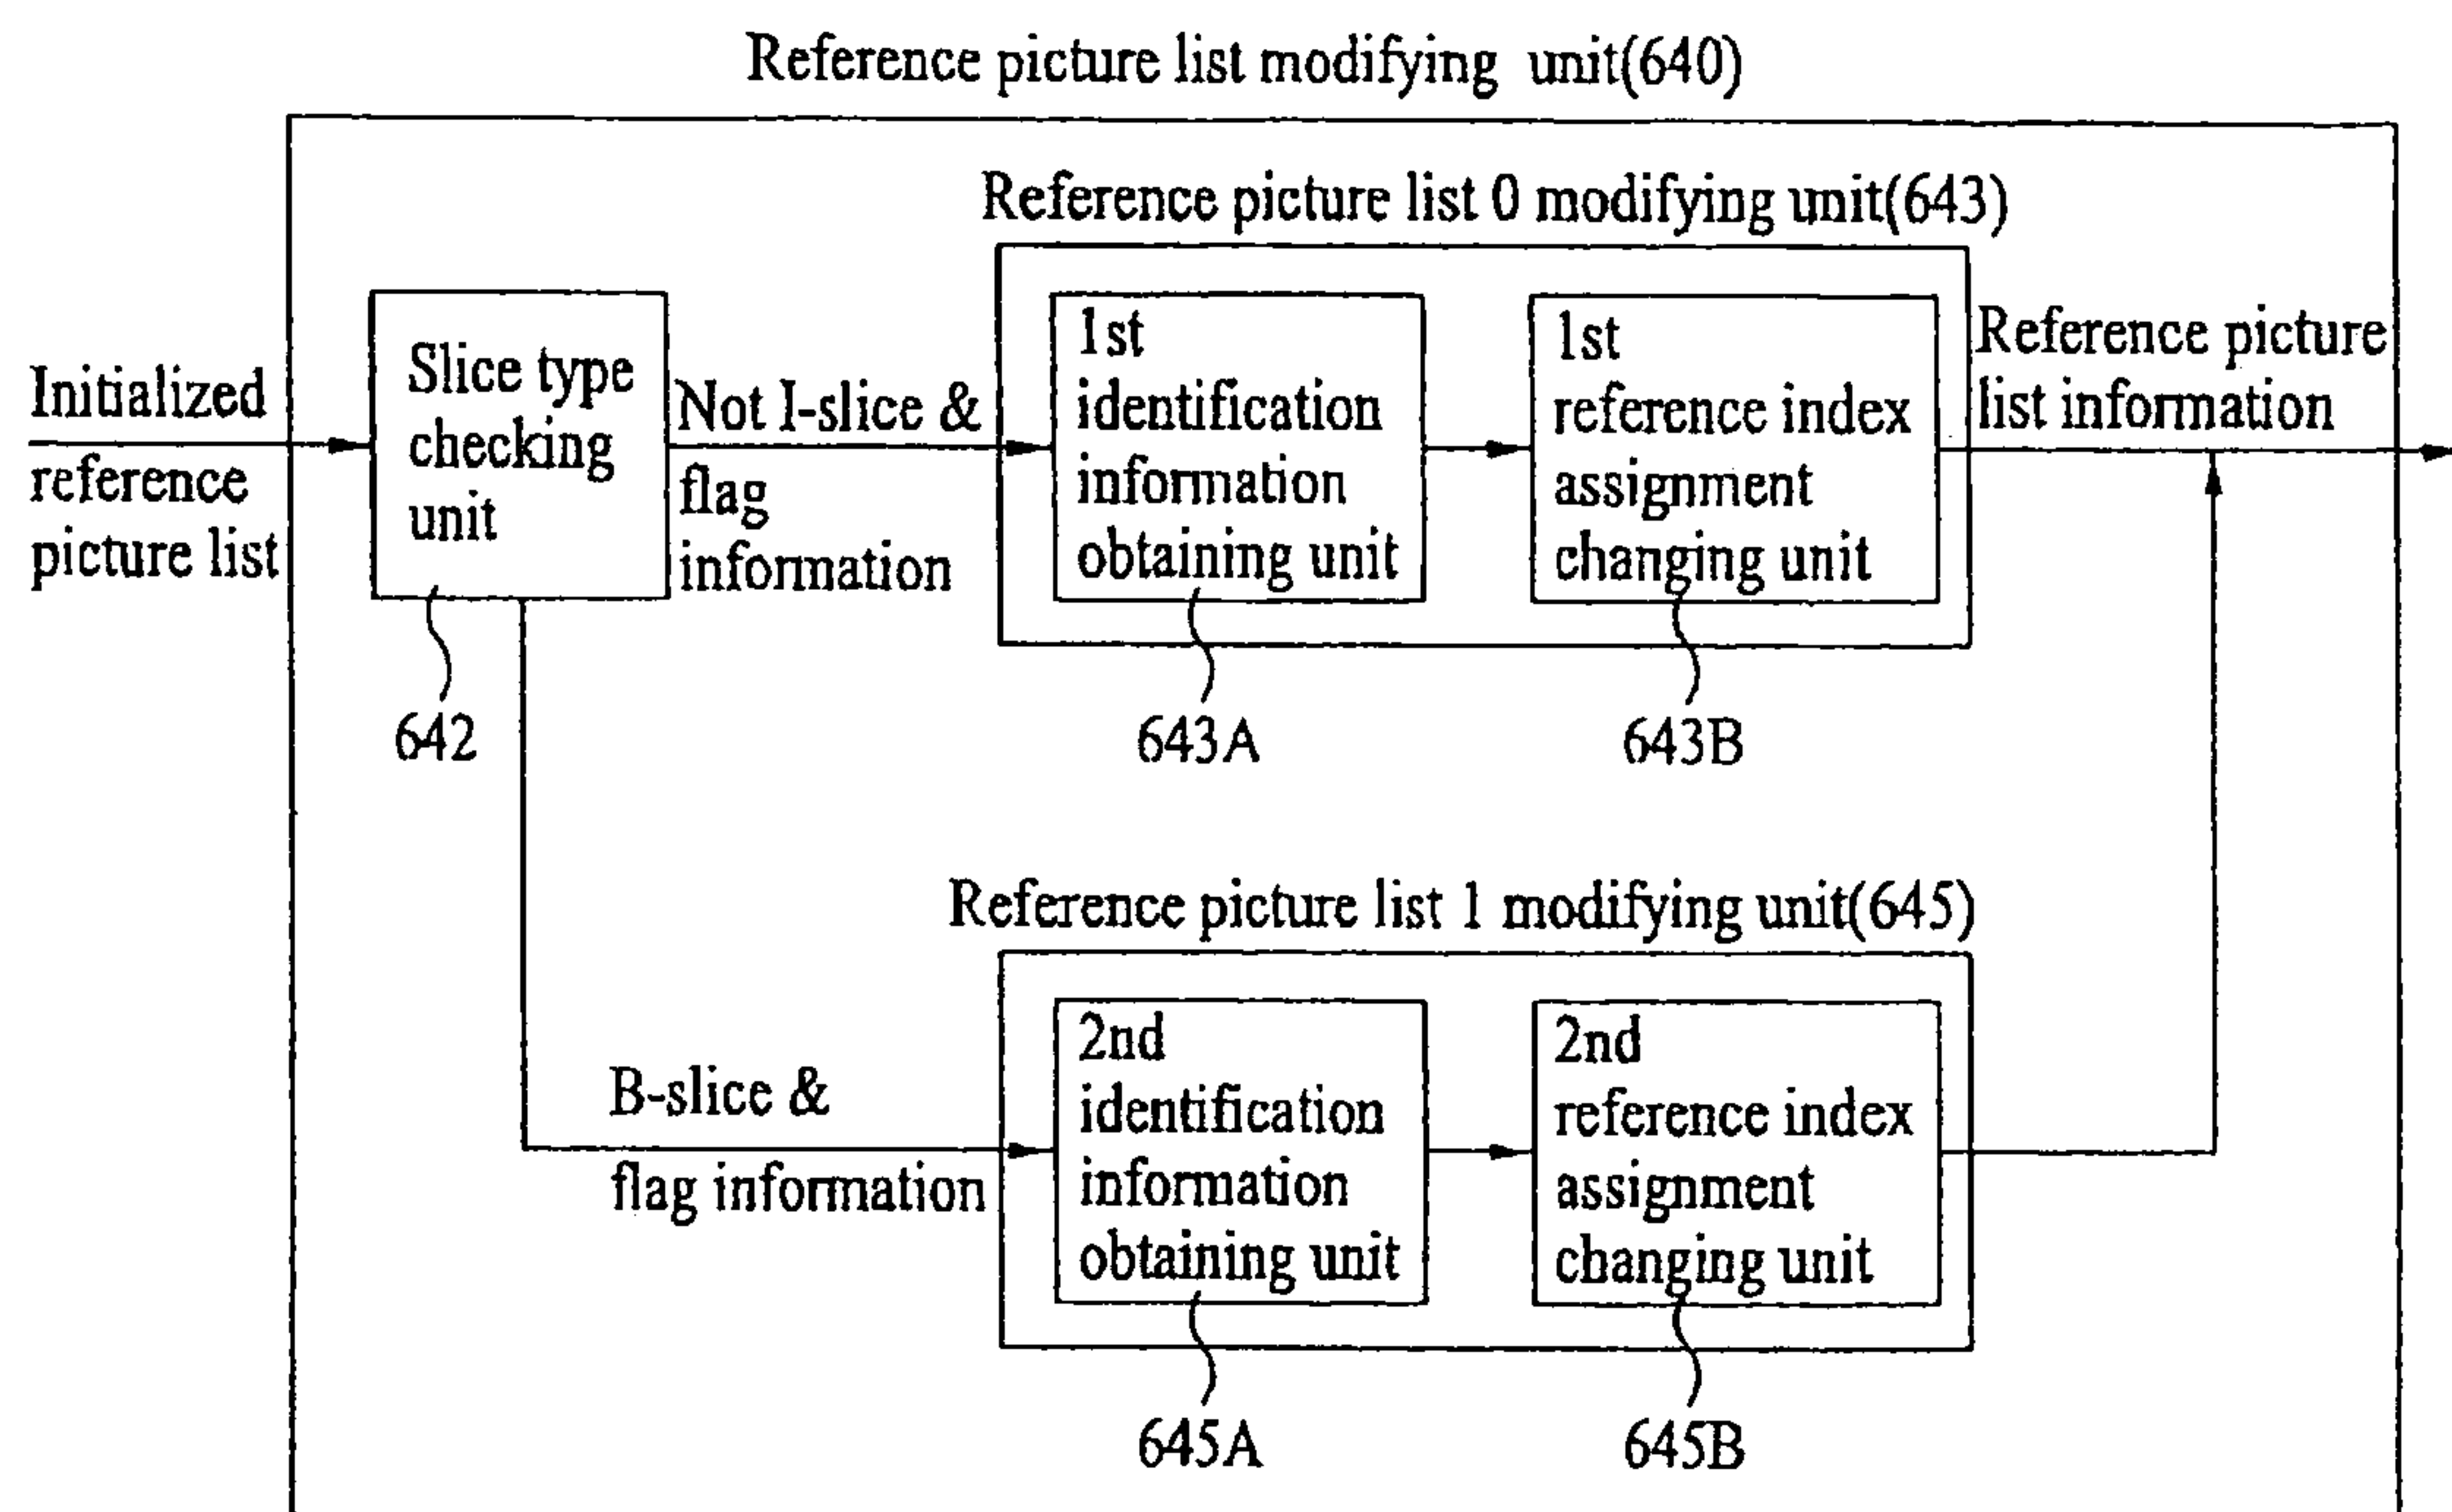 Reference picture list modifying unit(640)
Reference picture list 0 modifying unit(643)
Initialized
reference
picture list
Slice type
checking
unit
642
Not I-slice &
flag
information
1st
identification
information
obtaining unit
643A
1st
reference index
assignment
changing unit
643B
Reference picture
list information
Reference picture list 1 modifying unit(645)
B-slice &
flag information
2nd
identification
information
obtaining unit
645A
2nd
reference index
assignment
changing unit
645B